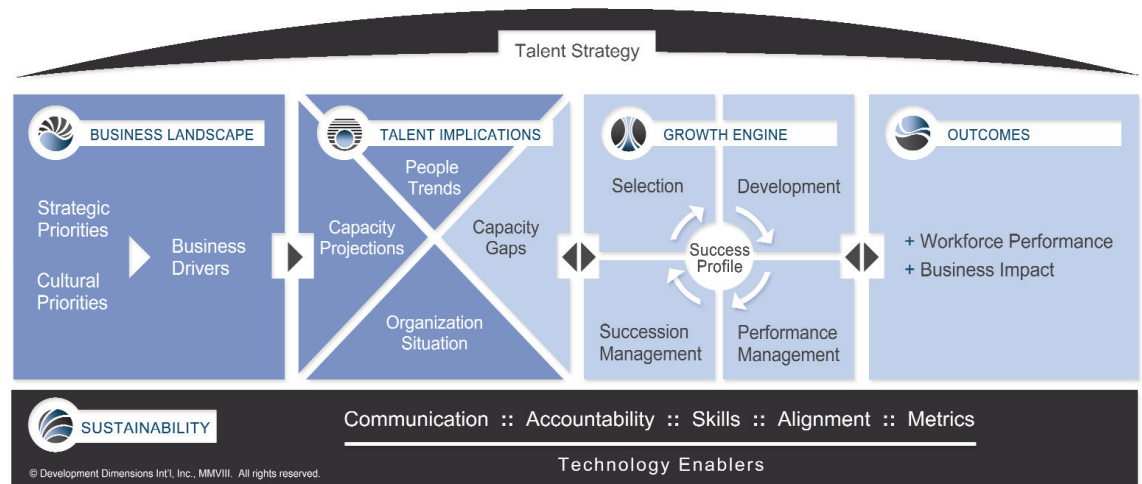 Talent Strategy
BUSINESS LANDSCAPE
Strategic
Priorities
Cultural
Priorities
Business
Drivers
TALENT IMPLICATIONS
People
Trends
Capacity
Projections
Capacity
Gaps
Organization
Situation
GROWTH ENGINE
Selection
Development
Success
Profile
Succession
Management
Performance
Management
OUTCOMES
+ Workforce Performance
+ Business Impact
SUSTAINABILITY
Communication :: Accountability :: Skills :: Alignment :: Metrics
Technology Enablers
© Development Dimensions Int'l, Inc., MMVIII. All rights reserved.